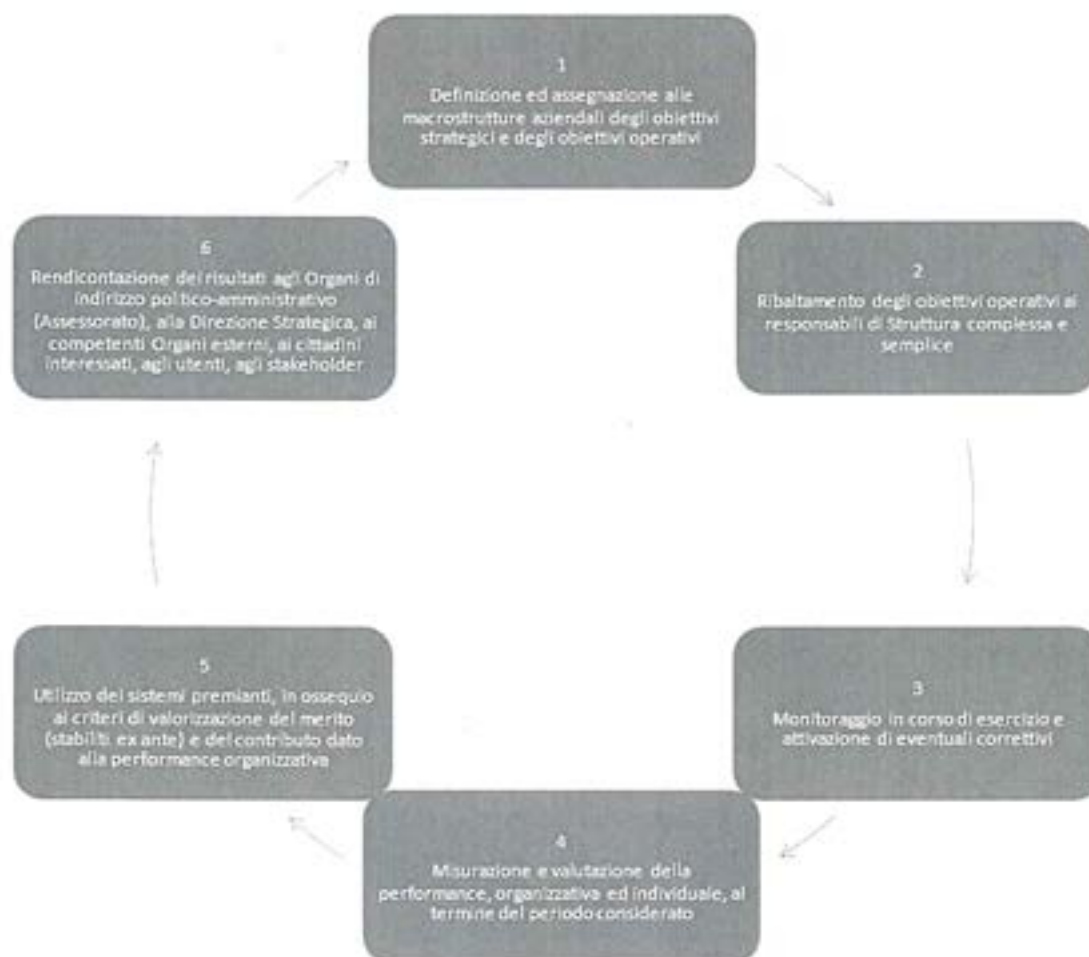 1
Definizione ed assegnazione alle
macrostrutture aziendali degli obiettivi
strategici e degli obiettivi operativi
2
Ribaltamento degli obiettivi operativi ai
responsabili di Struttura complessa e
semplice
3
Monitoraggio in corso di esercizio e
attivazione di eventuali correttivi
4
Misurazione e valutazione della
performance, organizzativa ed individuale, al
termine del periodo considerato
5
Utilizzo dei sistemi premianti, in ossequio
ai criteri di valorizzazione del merito
(stabiliti ex ante) e del contributo dato
alla performance organizzativa
6
Rendicontazione dei risultati agli Organi di
indirizzo politico-amministrativo
(Assessorato), alla Direzione Strategica, ai
competenti Organi esterni, ai cittadini
interessati, agli utenti, agli stakeholder